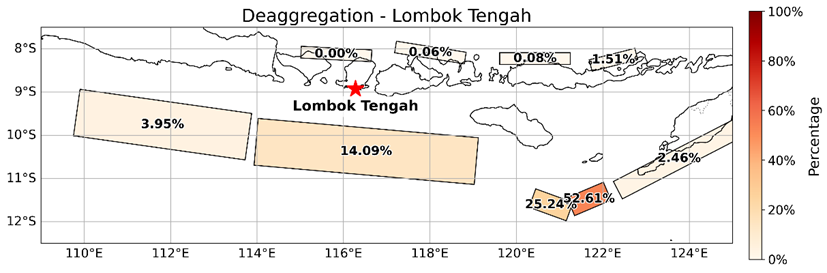 Deaggregation - Lombok Tengah
100%
8°S
0.00%
0.06%
0.08%
1.51%
80%
9°S
Lombok Tengah
60%
Percentage
3.95%
10°S
14.09%
2.46%
40%
11°S
25.24%
52.61%
20%
12°S
0%
110°E
112°E
114°E
116°E
118°E
120°E
122°E
124°E